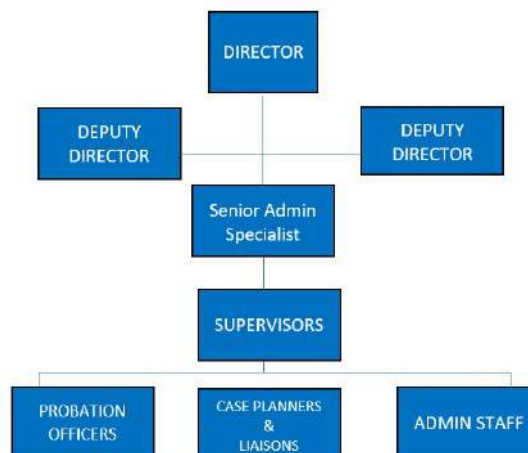 DIRECTOR
DEPUTY
DIRECTOR
DEPUTY
DIRECTOR
Senior Admin
Specialist
SUPERVISORS
PROBATION
OFFICERS
CASE PLANNERS
&
LIAISONS
ADMIN STAFF